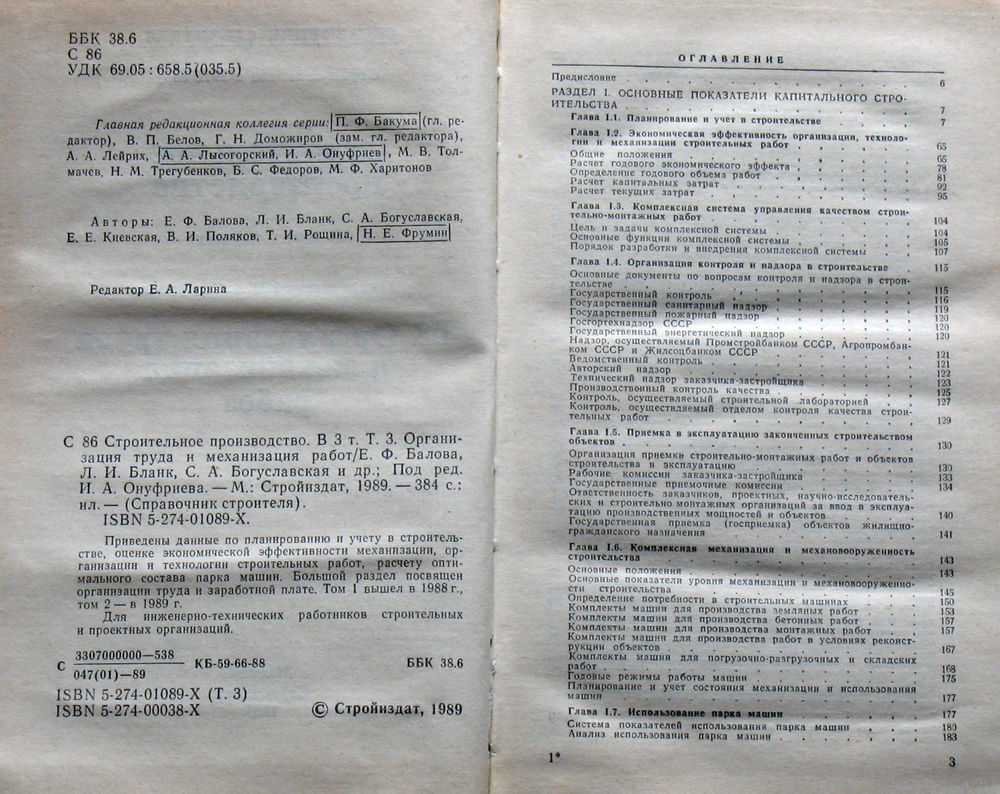 ББК 38.6
С 86
УДК 69.05 : 658.5 (035.5)
Главная редакционная коллегия серии: П. Ф. Бакума (гл. ре-
дактор), В. П. Белов, Г. Н. Доможиров (зам. гл. редактора),
А. А. Лейрих, А. А. Лысогорский, И. А. Онуфриев, М. В. Тол-
мачев, Н. М. Трегубенков, Б. С. Федоров, М. Ф. Харитонов
Авторы: Е. Ф. Балова, Л. И. Бланк, С. А. Богуславская,
Е. Е. Киевская, В. И. Поляков, Т. И. Рощина, Н. Е. Фрумин
Редактор Е. А. Ларина
С 86 Строительное производство. В 3 т. Т. 3. Органи-
зация труда и механизация работ/Е. Ф. Балова,
Л. И. Бланк, С. А. Богуславская и др.; Под ред.
И. А. Онуфриева. — М.: Стройиздат, 1989. — 384 с.:
ил. — (Справочник строителя).
ISBN 5-274-01089-X.
Приведены данные по планированию и учету в строитель-
стве, оценке экономической эффективности механизации, ор-
ганизации и технологии строительных работ, расчету опти-
мального состава парка машин. Большой раздел посвящен
организации труда и заработной плате. Том 1 вышел в 1988 г.,
том 2 — в 1989 г.
Для инженерно-технических работников строительных
и проектных организаций.
С 3307000000—538
047(01)—89
КБ-59-66-88
ББК 38.6
ISBN 5-274-01089-X (Т. 3)
ISBN 5-274-00038-X
© Стройиздат, 1989
ОГЛАВЛЕНИЕ
Предисловие . . . . . 6
РАЗДЕЛ I. ОСНОВНЫЕ ПОКАЗАТЕЛИ КАПИТАЛЬНОГО СТРО-
ИТЕЛЬСТВА . . . . . 7
Глава I.1. Планирование и учет в строительстве . . . . . 7
Глава I.2. Экономическая эффективность организации, техноло-
гии и механизации строительных работ . . . . . 65
Общие положения . . . . . 65
Расчет годового экономического эффекта . . . . . 78
Определение годового объема работ . . . . . 81
Расчет капитальных затрат . . . . . 92
Расчет текущих затрат . . . . . 95
Глава I.3. Комплексная система управления качеством строи-
тельно-монтажных работ . . . . . 104
Цель и задачи комплексной системы . . . . . 104
Основные функции комплексной системы . . . . . 105
Порядок разработки и внедрения комплексной системы . . . . . 107
Глава I.4. Организация контроля и надзора в строительстве 115
Основные документы по вопросам контроля и надзора в строи-
тельстве . . . . . 115
Государственный контроль . . . . . 116
Государственный санитарный надзор . . . . . 119
Государственный пожарный надзор . . . . . 120
Госгортехнадзор СССР . . . . . 120
Государственный энергетический надзор . . . . . 120
Надзор, осуществляемый Промстройбанком СССР, Агропромбан-
ком СССР и Жилсоцбанком СССР . . . . . 121
Ведомственный контроль . . . . . 121
Авторский надзор . . . . . 122
Технический надзор заказчика-застройщика . . . . . 123
Производственный контроль качества . . . . . 125
Контроль, осуществляемый строительной лабораторией . . . . . 127
Контроль, осуществляемый отделом контроля качества строи-
тельных работ . . . . . 129
Глава I.5. Приемка в эксплуатацию законченных строительством
объектов . . . . . 130
Организация приемки строительно-монтажных работ и объектов
строительства в эксплуатацию . . . . . 130
Рабочие комиссии заказчика-застройщика . . . . . 133
Государственные приемочные комиссии . . . . . 134
Ответственность заказчиков, проектных, научно-исследователь-
ских и строительно монтажных организаций за ввод в эксплуа-
тацию производственных мощностей и объектов . . . . . 140
Государственная приемка (госприемка) объектов жилищно-
гражданского назначения . . . . . 141
Глава I.6. Комплексная механизация и механовооруженность
строительства . . . . . 143
Основные положения . . . . . 143
Основные показатели уровня механизации и механовооруженно-
сти строительства . . . . . 145
Определение потребности в строительных машинах . . . . . 150
Комплекты машин для производства земляных работ . . . . . 153
Комплекты машин для производства бетонных работ . . . . . 157
Комплекты машин для производства монтажных работ . . . . . 157
Комплекты машин для производства работ в условиях реконст-
рукции объектов . . . . . 167
Комплекты машин для погрузочно-разгрузочных и складских
работ . . . . . 168
Годовые режимы работы машин . . . . . 175
Планирование и учет состояния механизации и использования
машин . . . . . 177
Глава I.7. Использование парка машин . . . . . 177
Система показателей использования парка машин . . . . . 180
Анализ использования парка машин . . . . . 183
1*
3